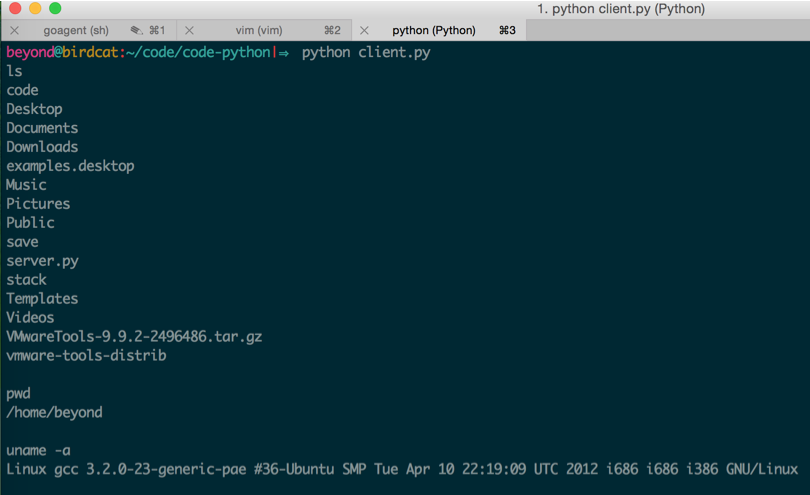 1. python client.py (Python)
goagent (sh) ⌘1 vim (vim) ⌘2 python (Python) ⌘3
beyond@birdcat:~/code/code-python|⇒ python client.py
ls
code
Desktop
Documents
Downloads
examples.desktop
Music
Pictures
Public
save
server.py
stack
Templates
Videos
VMwareTools-9.9.2-2496486.tar.gz
vmware-tools-distrib
pwd
/home/beyond
uname -a
Linux gcc 3.2.0-23-generic-pae #36-Ubuntu SMP Tue Apr 10 22:19:09 UTC 2012 i686 i686 i386 GNU/Linux